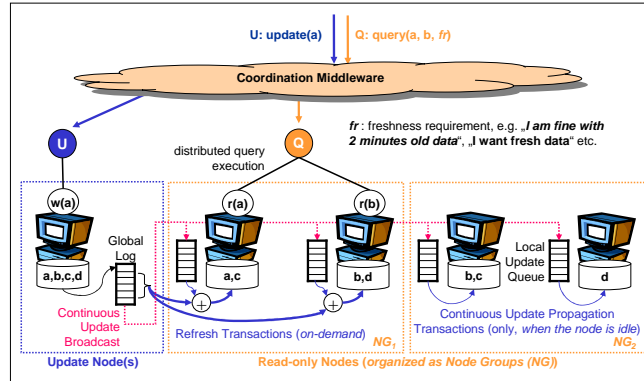 U: update(a) Q: query(a, b, fr)
Coordination Middleware
fr : freshness requirement, e.g. „I am fine with
2 minutes old data“, „I want fresh data“ etc.
U
Q
distributed query
execution
w(a)
r(a)
r(b)
Global
Log
Local
Update
Queue
a,b,c,d
a,c
b,d
b,c
d
+
+
Continuous
Update
Broadcast
Refresh Transactions (on-demand)
NG1
Continuous Update Propagation
Transactions (only, when the node is idle)
NG2
Update Node(s)
Read-only Nodes (organized as Node Groups (NG))